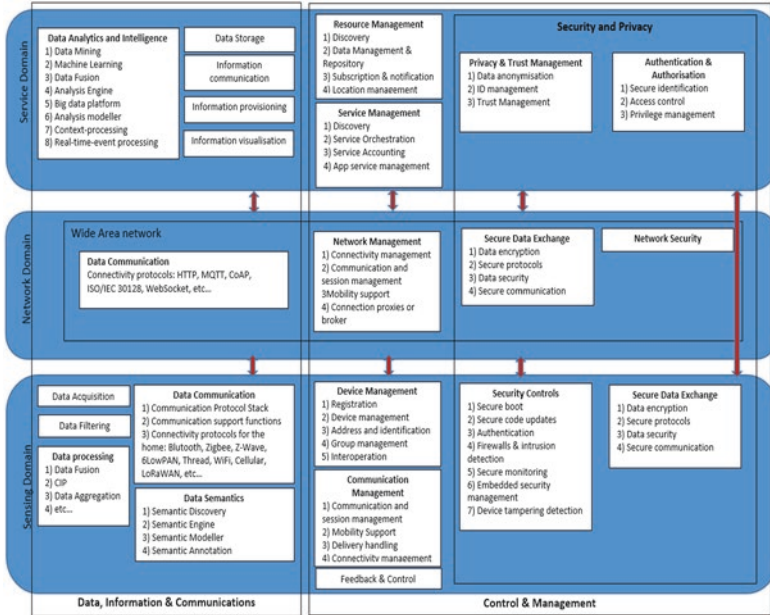 Service Domain
Data Analytics and Intelligence
1) Data Mining
2) Machine Learning
3) Data Fusion
4) Analysis Engine
5) Big data platform
6) Analysis modeller
7) Context-processing
8) Real-time-event processing
Data Storage
Information
communication
Information provisioning
Information visualisation
Resource Management
1) Discovery
2) Data Management &
Repository
3) Subscription & notification
4) Location management
Service Management
1) Discovery
2) Service Orchestration
3) Service Accounting
4) App service management
Security and Privacy
Privacy & Trust Management
1) Data anonymisation
2) ID management
3) Trust Management
Authentication &
Authorisation
1) Secure identification
2) Access control
3) Privilege management
Network Domain
Wide Area network
Data Communication
Connectivity protocols: HTTP, MQTT, CoAP,
ISO/IEC 30128, WebSocket, etc...
Network Management
1) Connectivity management
2) Communication and
session management
3Mobility support
4) Connection proxies or
broker
Secure Data Exchange
1) Data encryption
2) Secure protocols
3) Data security
4) Secure communication
Network Security
Sensing Domain
Data Acquisition
Data Filtering
Data processing
1) Data Fusion
2) CIP
3) Data Aggregation
4) etc...
Data Communication
1) Communication Protocol Stack
2) Communication support functions
3) Connectivity protocols for the
home: Blutooth, Zigbee, Z-Wave,
6LowPAN, Thread, WiFi, Cellular,
LoRaWAN, etc...
Data Semantics
1) Semantic Discovery
2) Semantic Engine
3) Semantic Modeller
4) Semantic Annotation
Device Management
1) Registration
2) Device management
3) Address and identification
4) Group management
5) Interoperation
Communication
Management
1) Communication and
session management
2) Mobility Support
3) Delivery handling
4) Connectivity management
Feedback & Control
Security Controls
1) Secure boot
2) Secure code updates
3) Authentication
4) Firewalls & intrusion
detection
5) Secure monitoring
6) Embedded security
management
7) Device tampering detection
Secure Data Exchange
1) Data encryption
2) Secure protocols
3) Data security
4) Secure communication
Data, Information & Communications
Control & Management